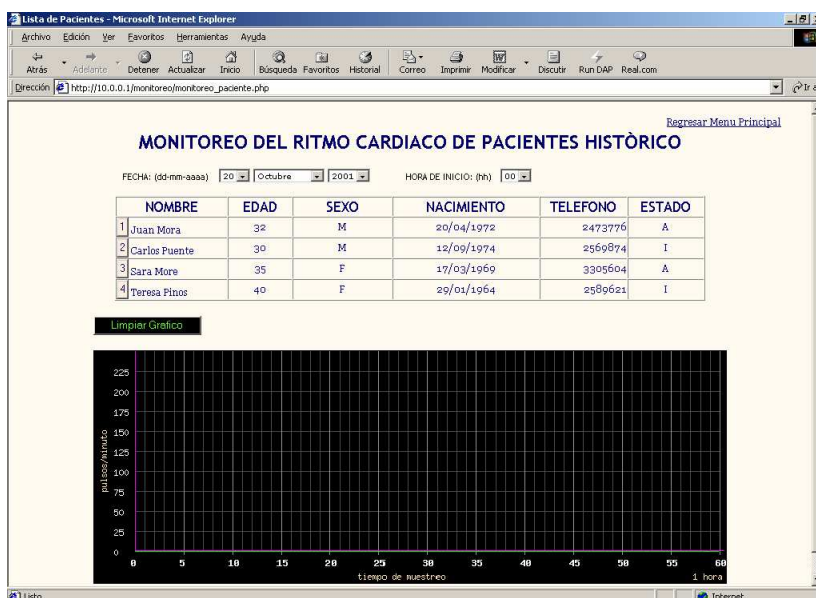 Lista de Pacientes - Microsoft Internet Explorer
Archivo Edición Ver Favoritos Herramientas Ayuda
Atrás Adelante Detener Actualizar Inicio Búsqueda Favoritos Historial Correo Imprimir Modificar Discutir Run DAP Real.com
Dirección http://10.0.0.1/monitoreo/monitoreo_paciente.php Ir a
Regresar Menu Principal
MONITOREO DEL RITMO CARDIACO DE PACIENTES HISTÒRICO
FECHA: (dd-mm-aaaa) 20 Octubre 2001 HORA DE INICIO: (hh) 00
NOMBRE EDAD SEXO NACIMIENTO TELEFONO ESTADO
1 Juan Mora 32 M 20/04/1972 2473776 A
2 Carlos Puente 30 M 12/09/1974 2569874 I
3 Sara More 35 F 17/03/1969 3305604 A
4 Teresa Pinos 40 F 29/01/1964 2589621 I
Limpiar Grafico
pulsos/minuto
225
200
175
150
125
100
75
50
25
0
0 5 10 15 20 25 30 35 40 45 50 55 60
tiempo de muestreo 1 hora
Listo Internet